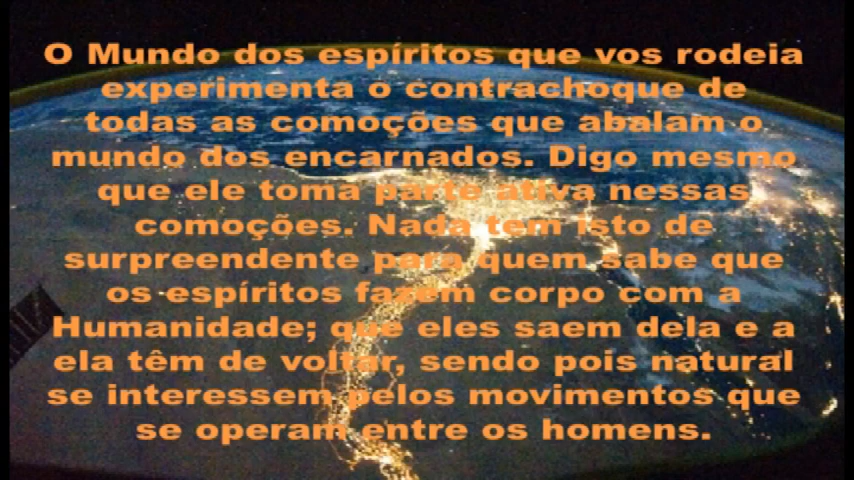 O Mundo dos espíritos que vos rodeia
experimenta o contrachoque de
todas as comoções que abalam o
mundo dos encarnados. Digo mesmo
que ele toma parte ativa nessas
comoções. Nada tem isto de
surpreendente para quem sabe que
os espíritos fazem corpo com a
Humanidade; que eles saem dela e a
ela têm de voltar, sendo pois natural
se interessem pelos movimentos que
se operam entre os homens.